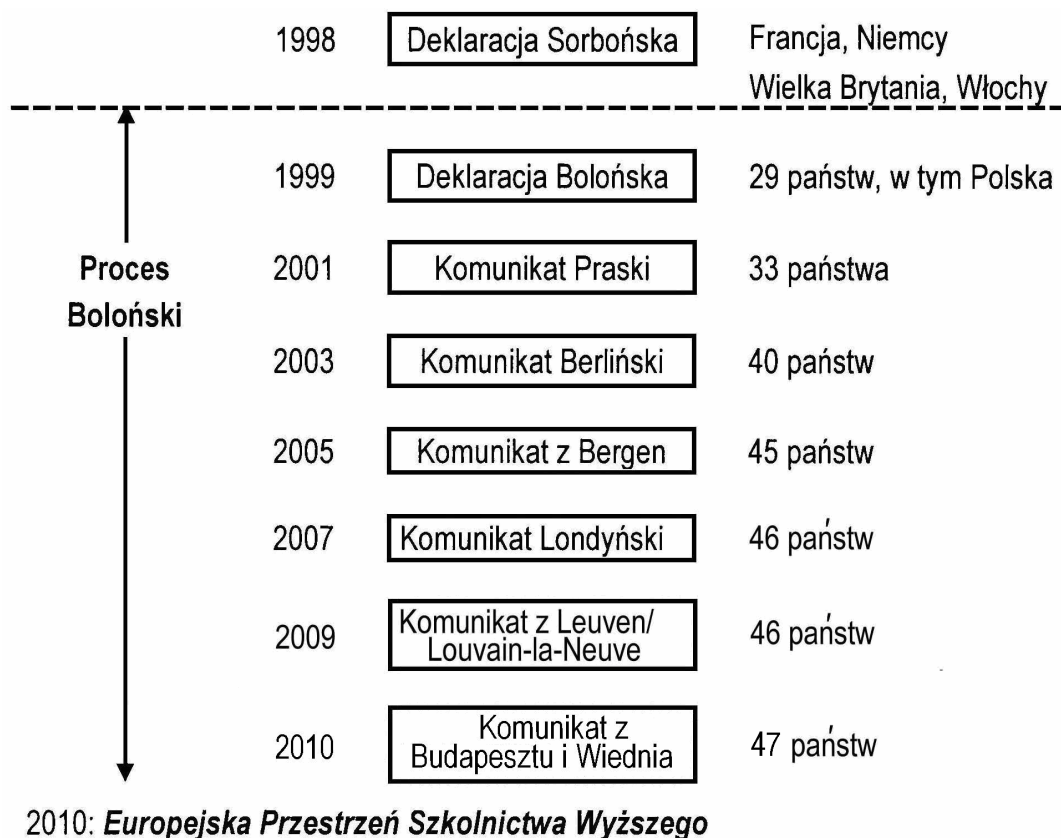 1998 Deklaracja Sorbońska Francja, Niemcy
Wielka Brytania, Włochy
1999 Deklaracja Bolońska 29 państw, w tym Polska
Proces
Boloński
2001 Komunikat Praski 33 państwa
2003 Komunikat Berliński 40 państw
2005 Komunikat z Bergen 45 państw
2007 Komunikat Londyński 46 państw
2009 Komunikat z Leuven/
Louvain-la-Neuve 46 państw
2010 Komunikat z
Budapesztu i Wiednia 47 państw
2010: Europejska Przestrzeń Szkolnictwa Wyższego